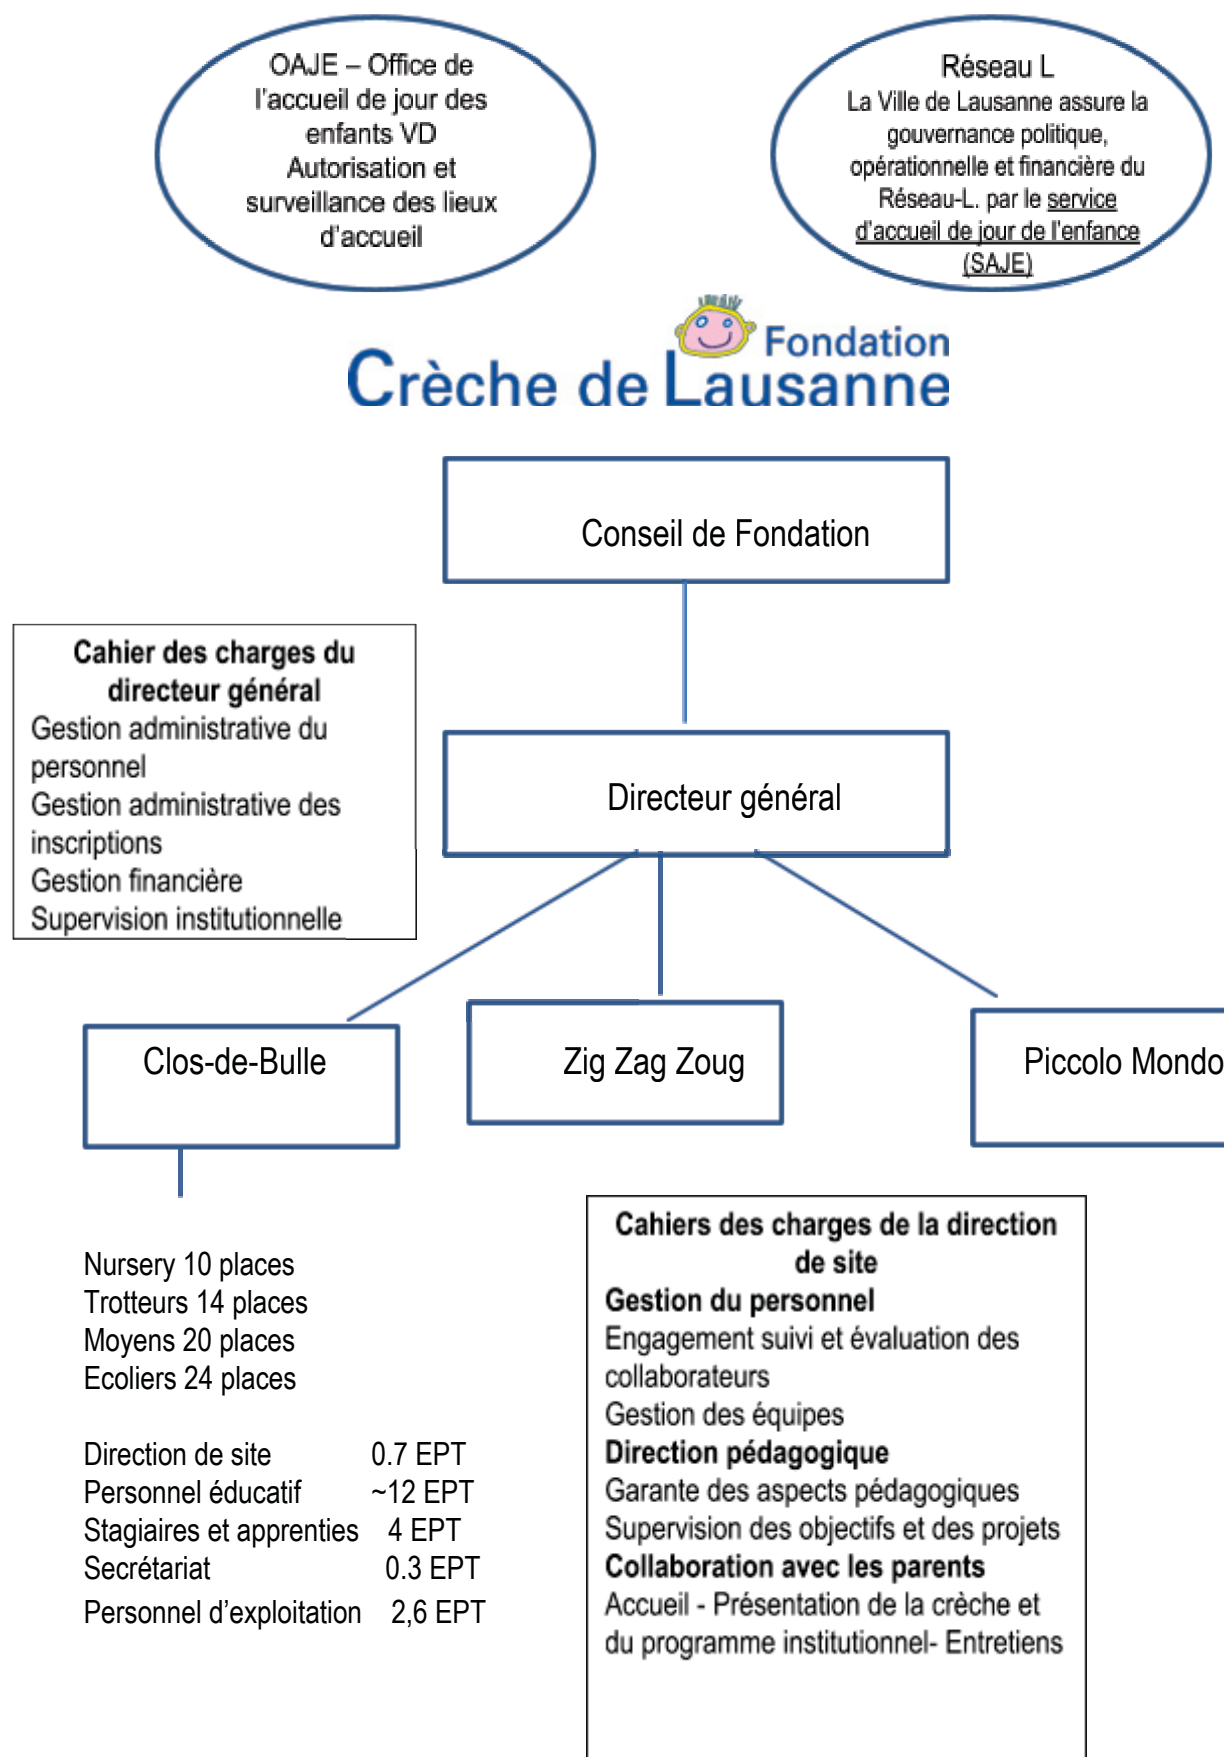 OAJE – Office de
l'accueil de jour des
enfants VD
Autorisation et
surveillance des lieux
d'accueil
Réseau L
La Ville de Lausanne assure la
gouvernance politique,
opérationnelle et financière du
Réseau-L. par le service
d'accueil de jour de l'enfance
(SAJE)
Fondation
Crèche de Lausanne
Conseil de Fondation
Cahier des charges du
directeur général
Gestion administrative du
personnel
Gestion administrative des
inscriptions
Gestion financière
Supervision institutionnelle
Directeur général
Clos-de-Bulle
Zig Zag Zoug
Piccolo Mondo
Nursery 10 places
Trotteurs 14 places
Moyens 20 places
Ecoliers 24 places
Direction de site 0.7 EPT
Personnel éducatif ~12 EPT
Stagiaires et apprenties 4 EPT
Secrétariat 0.3 EPT
Personnel d'exploitation 2,6 EPT
Cahiers des charges de la direction
de site
Gestion du personnel
Engagement suivi et évaluation des
collaborateurs
Gestion des équipes
Direction pédagogique
Garante des aspects pédagogiques
Supervision des objectifs et des projets
Collaboration avec les parents
Accueil - Présentation de la crèche et
du programme institutionnel- Entretiens